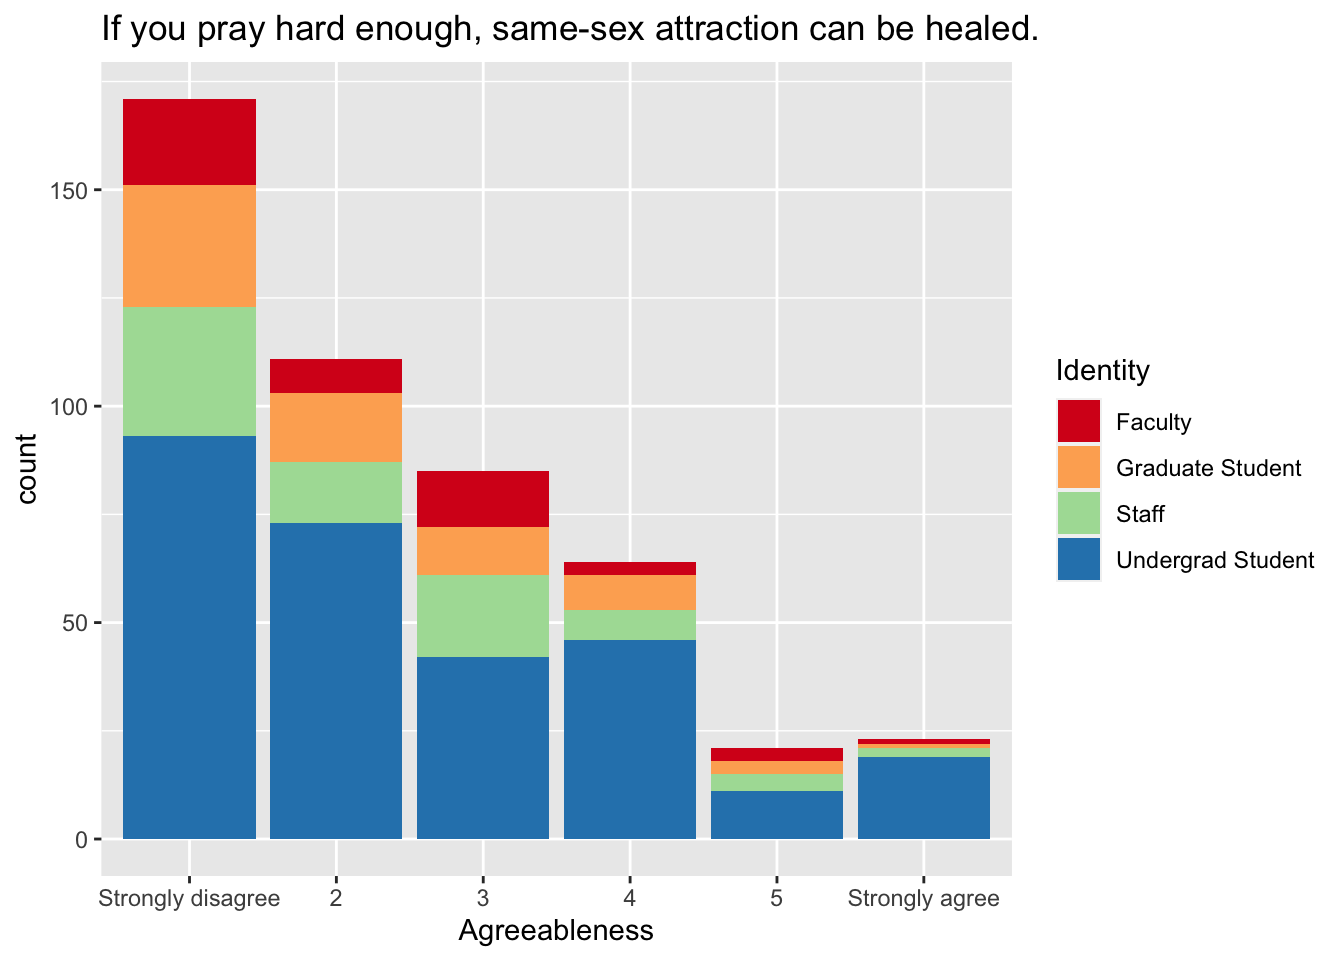 If you pray hard enough, same-sex attraction can be healed.
150
100
50
0
count
Strongly disagree 2 3 4 5 Strongly agree
Agreeableness
Identity
Faculty
Graduate Student
Staff
Undergrad Student